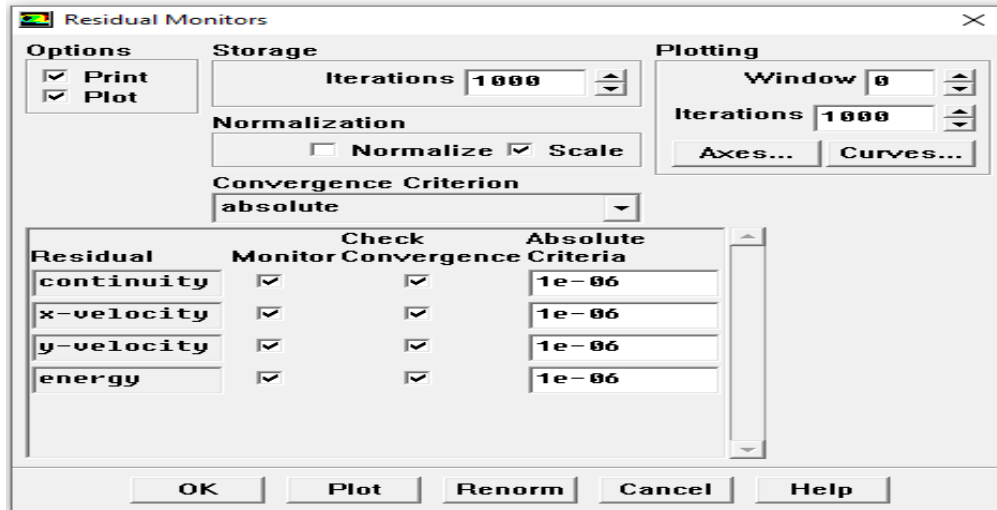 Residual Monitors
Options
Print
Plot
Storage
Iterations 1000
Normalization
Normalize Scale
Convergence Criterion
absolute
Plotting
Window 0
Iterations 1000
Axes... Curves...
Residual Monitor Check Convergence Absolute Criteria
continuity 1e-06
x-velocity 1e-06
y-velocity 1e-06
energy 1e-06
OK Plot Renorm Cancel Help